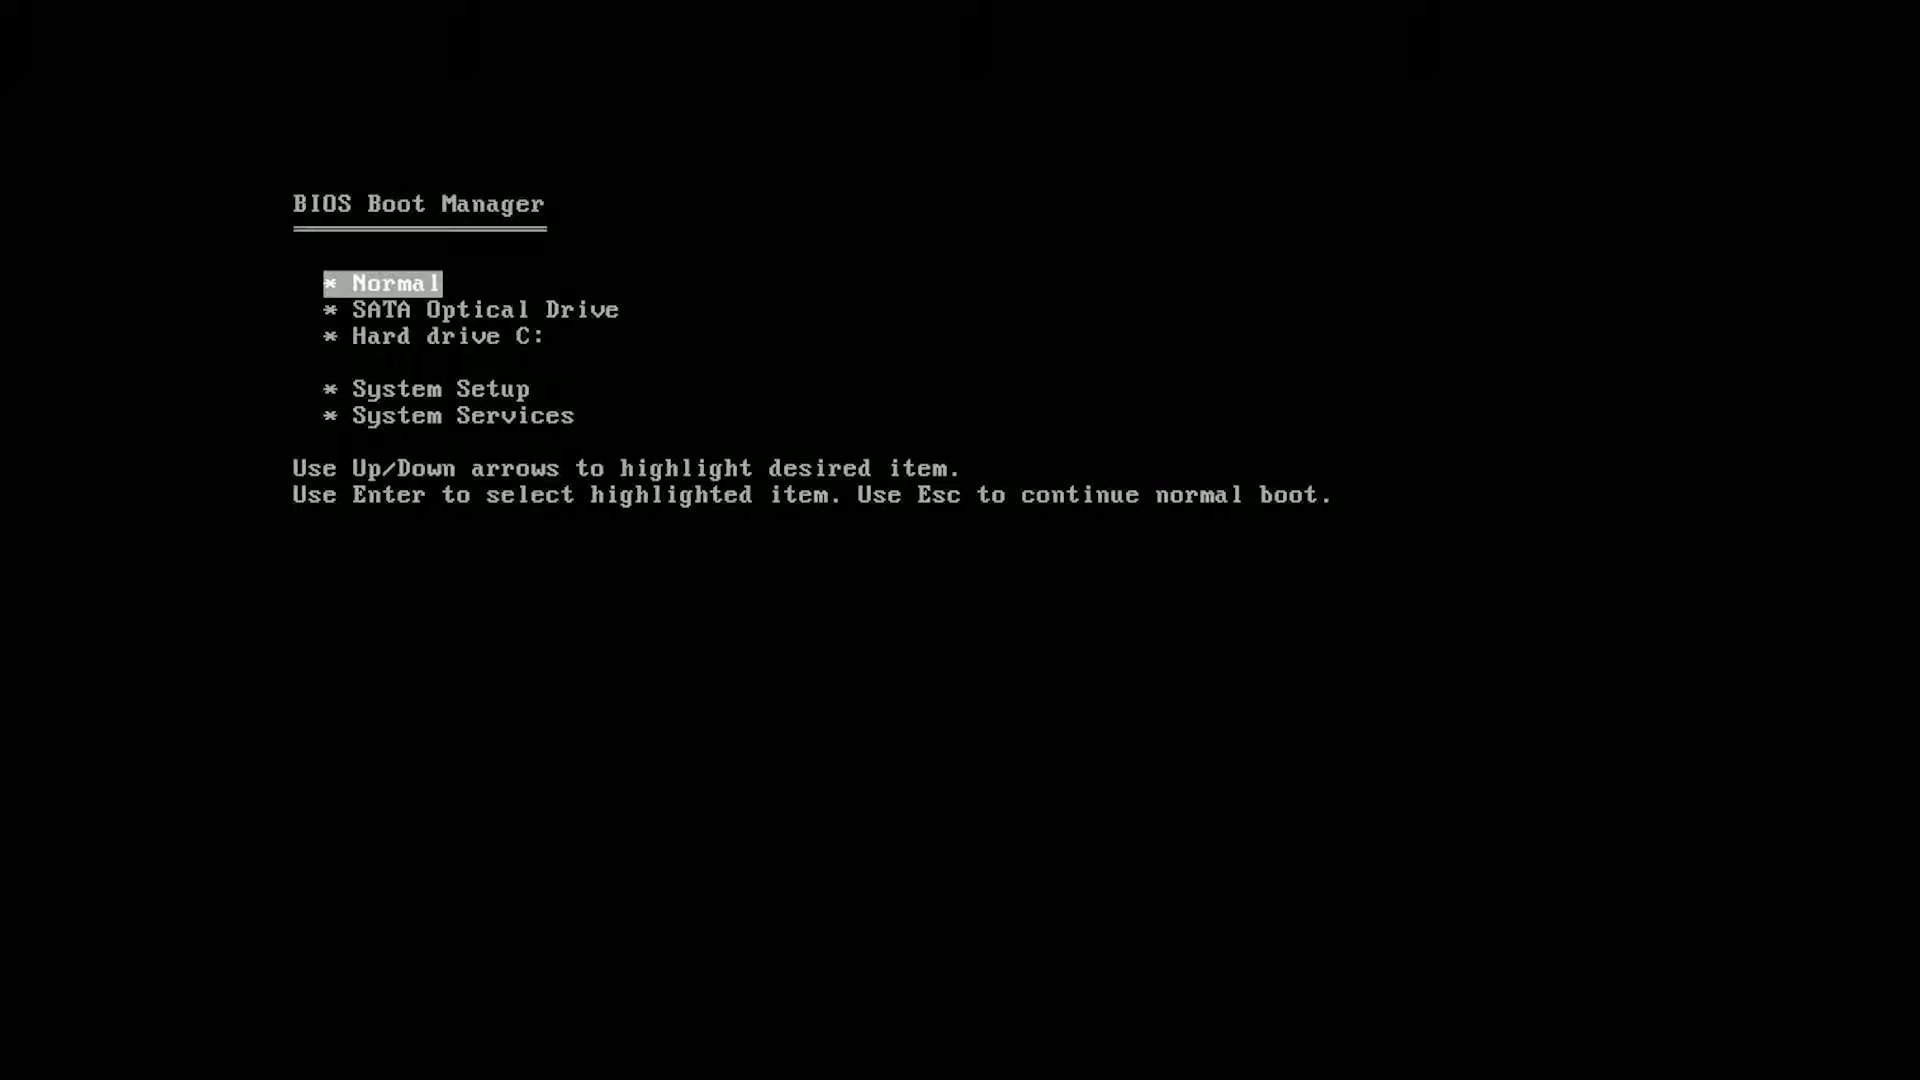 BIOS Boot Manager
* Normal
* SATA Optical Drive
* Hard drive C:
* System Setup
* System Services
Use Up/Down arrows to highlight desired item.
Use Enter to select highlighted item. Use Esc to continue normal boot.